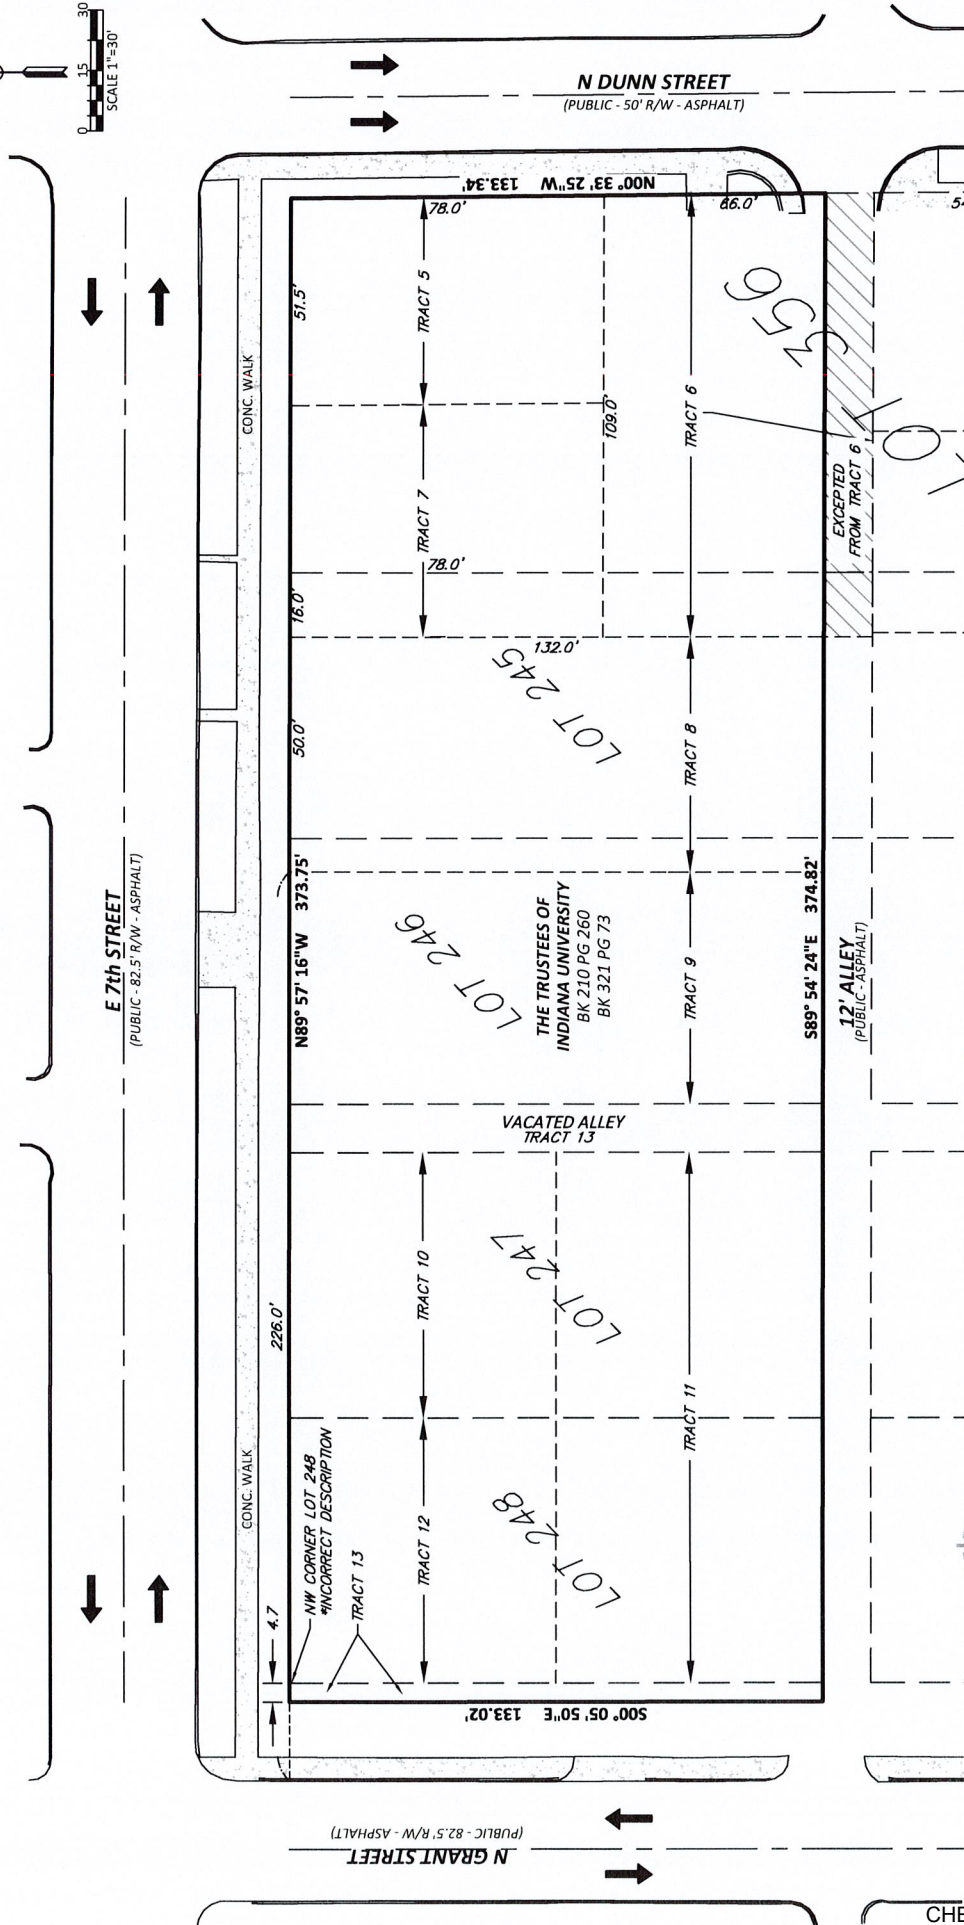 0 15 30
SCALE 1"=30'
N DUNN STREET
(PUBLIC - 50' R/W - ASPHALT)
N00° 33' 25"W 133.34'
78.0'
66.0'
51.5'
TRACT 5
CONC. WALK
356
109.0'
TRACT 6
TRACT 7
EXCEPTED
FROM TRACT 6
78.0'
16.0'
132.0'
LOT 245
50.0'
TRACT 8
E 7th STREET
(PUBLIC - 82.5' R/W - ASPHALT)
N89° 57' 16"W 373.75'
LOT 246
THE TRUSTEES OF
INDIANA UNIVERSITY
BK 210 PG 260
BK 321 PG 73
TRACT 9
S89° 54' 24"E 374.82'
12' ALLEY
(PUBLIC - ASPHALT)
VACATED ALLEY
TRACT 13
226.0'
TRACT 10
LOT 247
TRACT 11
CONC. WALK
NW CORNER LOT 248
*INCORRECT DESCRIPTION
TRACT 13
TRACT 12
LOT 248
4.7
S00° 05' 50"E 133.02'
N GRANT STREET
(PUBLIC - 82.5' R/W - ASPHALT)